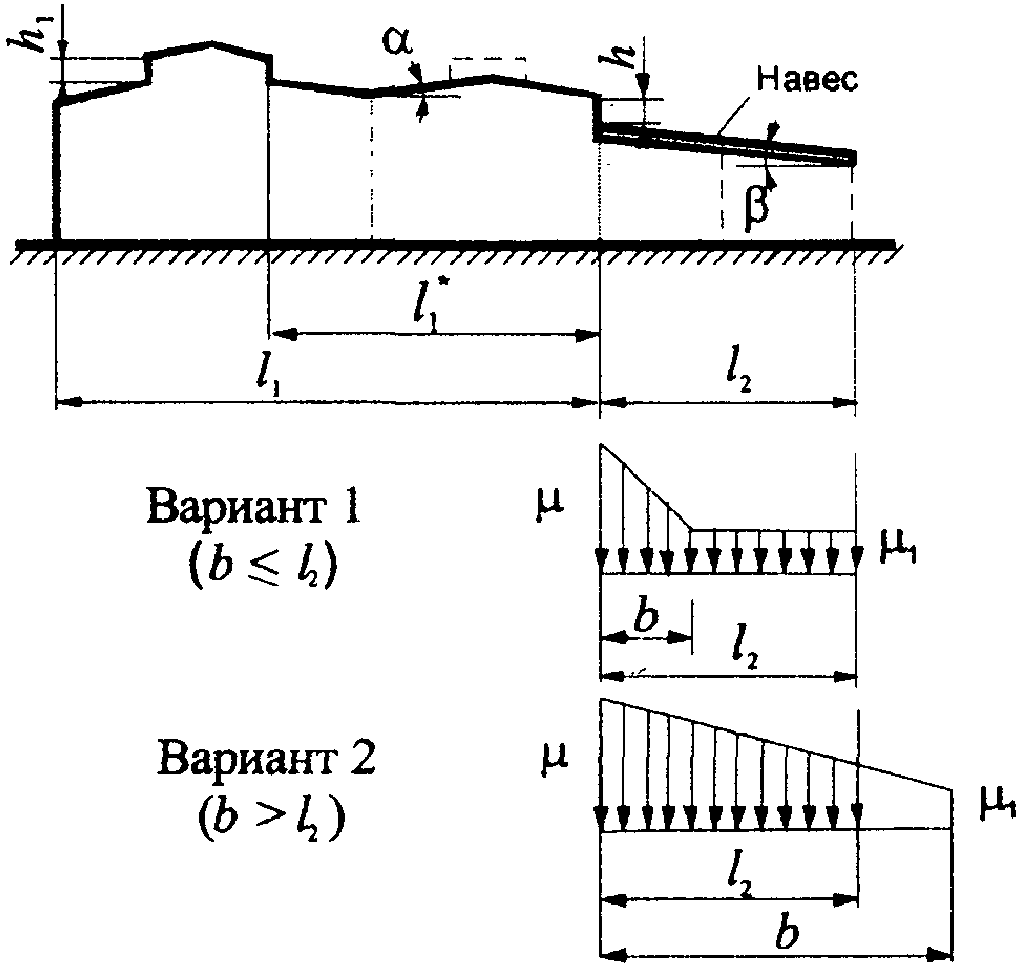 h₁
α
h
Навес
β
l₁*
l₁
l₂
Вариант 1
(b ≦ l₂)
μ
μ₁
b
l₂
Вариант 2
(b > l₂)
μ
μ₁
l₂
b